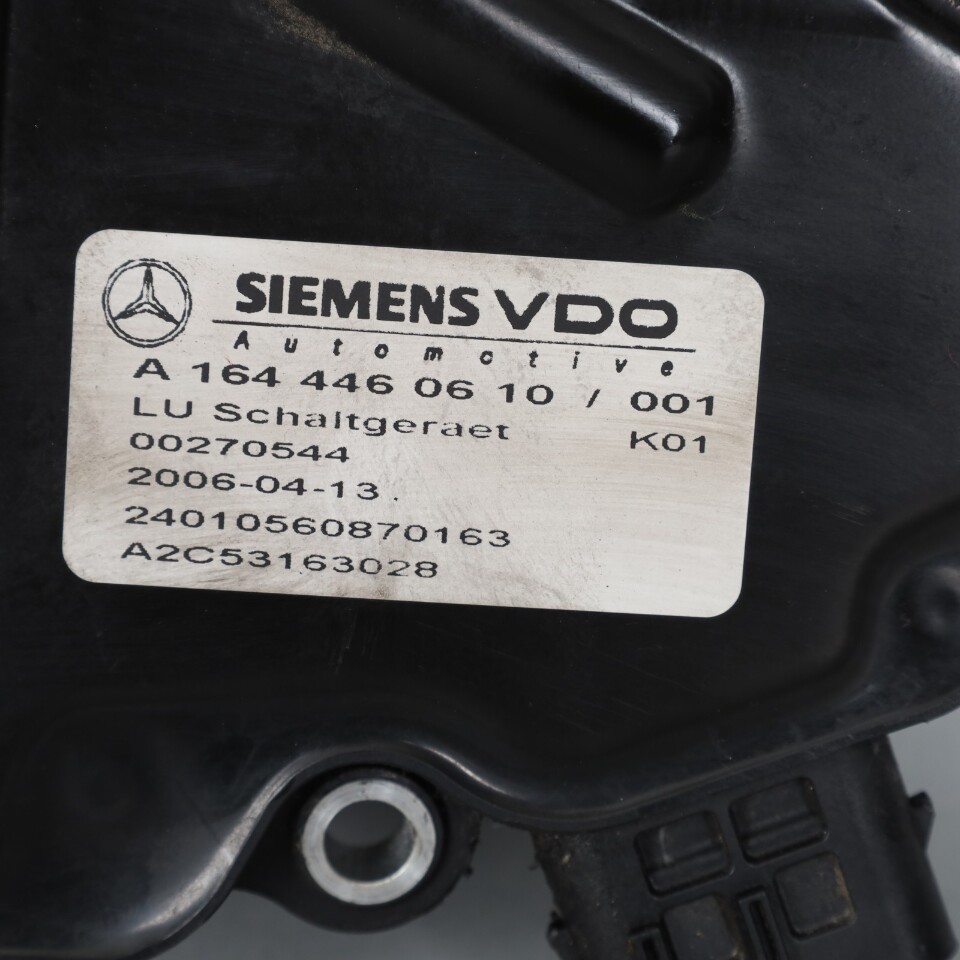 SIEMENS VDO
Automotive
A 164 446 06 10 / 001
LU Schaltgeraet K01
00270544
2006-04-13.
24010560870163
A2C53163028